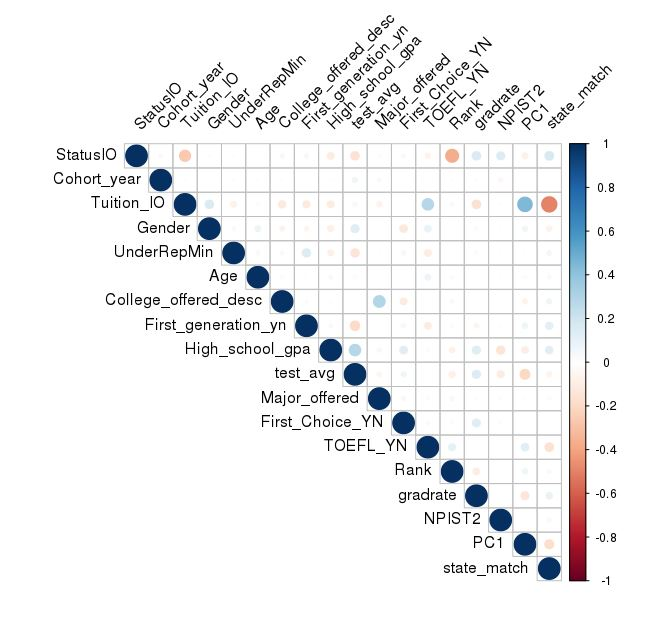 StatusIO
Cohort_year
Tuition_IO
Gender
UnderRepMin
Age
College_offered_desc
First_generation_yn
High_school_gpa
test_avg
Major_offered
First_Choice_YN
TOEFL_YN
Rank
gradrate
NPIST2
PC1
state_match
StatusIO
Cohort_year
Tuition_IO
Gender
UnderRepMin
Age
College_offered_desc
First_generation_yn
High_school_gpa
test_avg
Major_offered
First_Choice_YN
TOEFL_YN
Rank
gradrate
NPIST2
PC1
state_match
1
0.8
0.6
0.4
0.2
0
-0.2
-0.4
-0.6
-0.8
-1